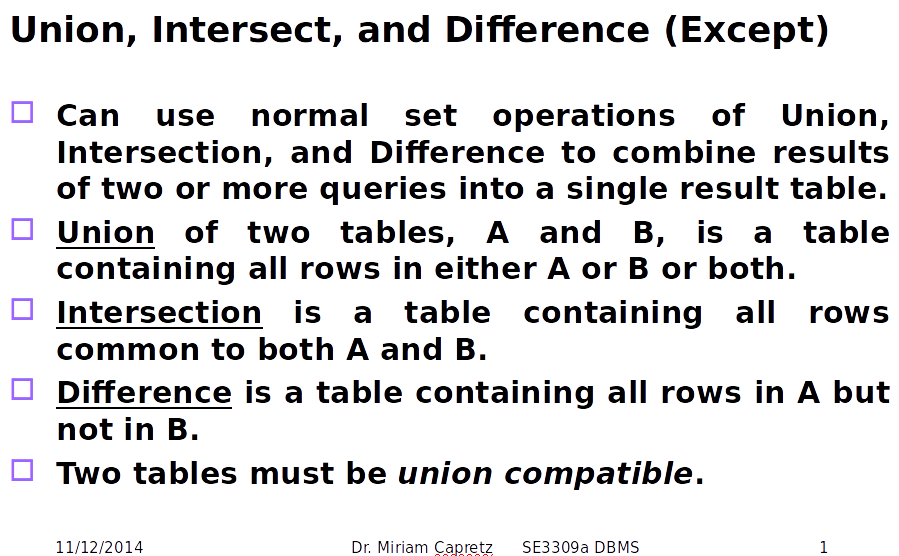 Union, Intersect, and Difference (Except)
Can use normal set operations of Union,
Intersection, and Difference to combine results
of two or more queries into a single result table.
Union of two tables, A and B, is a table
containing all rows in either A or B or both.
Intersection is a table containing all rows
common to both A and B.
Difference is a table containing all rows in A but
not in B.
Two tables must be union compatible.
11/12/2014 Dr. Miriam Capretz SE3309a DBMS 1